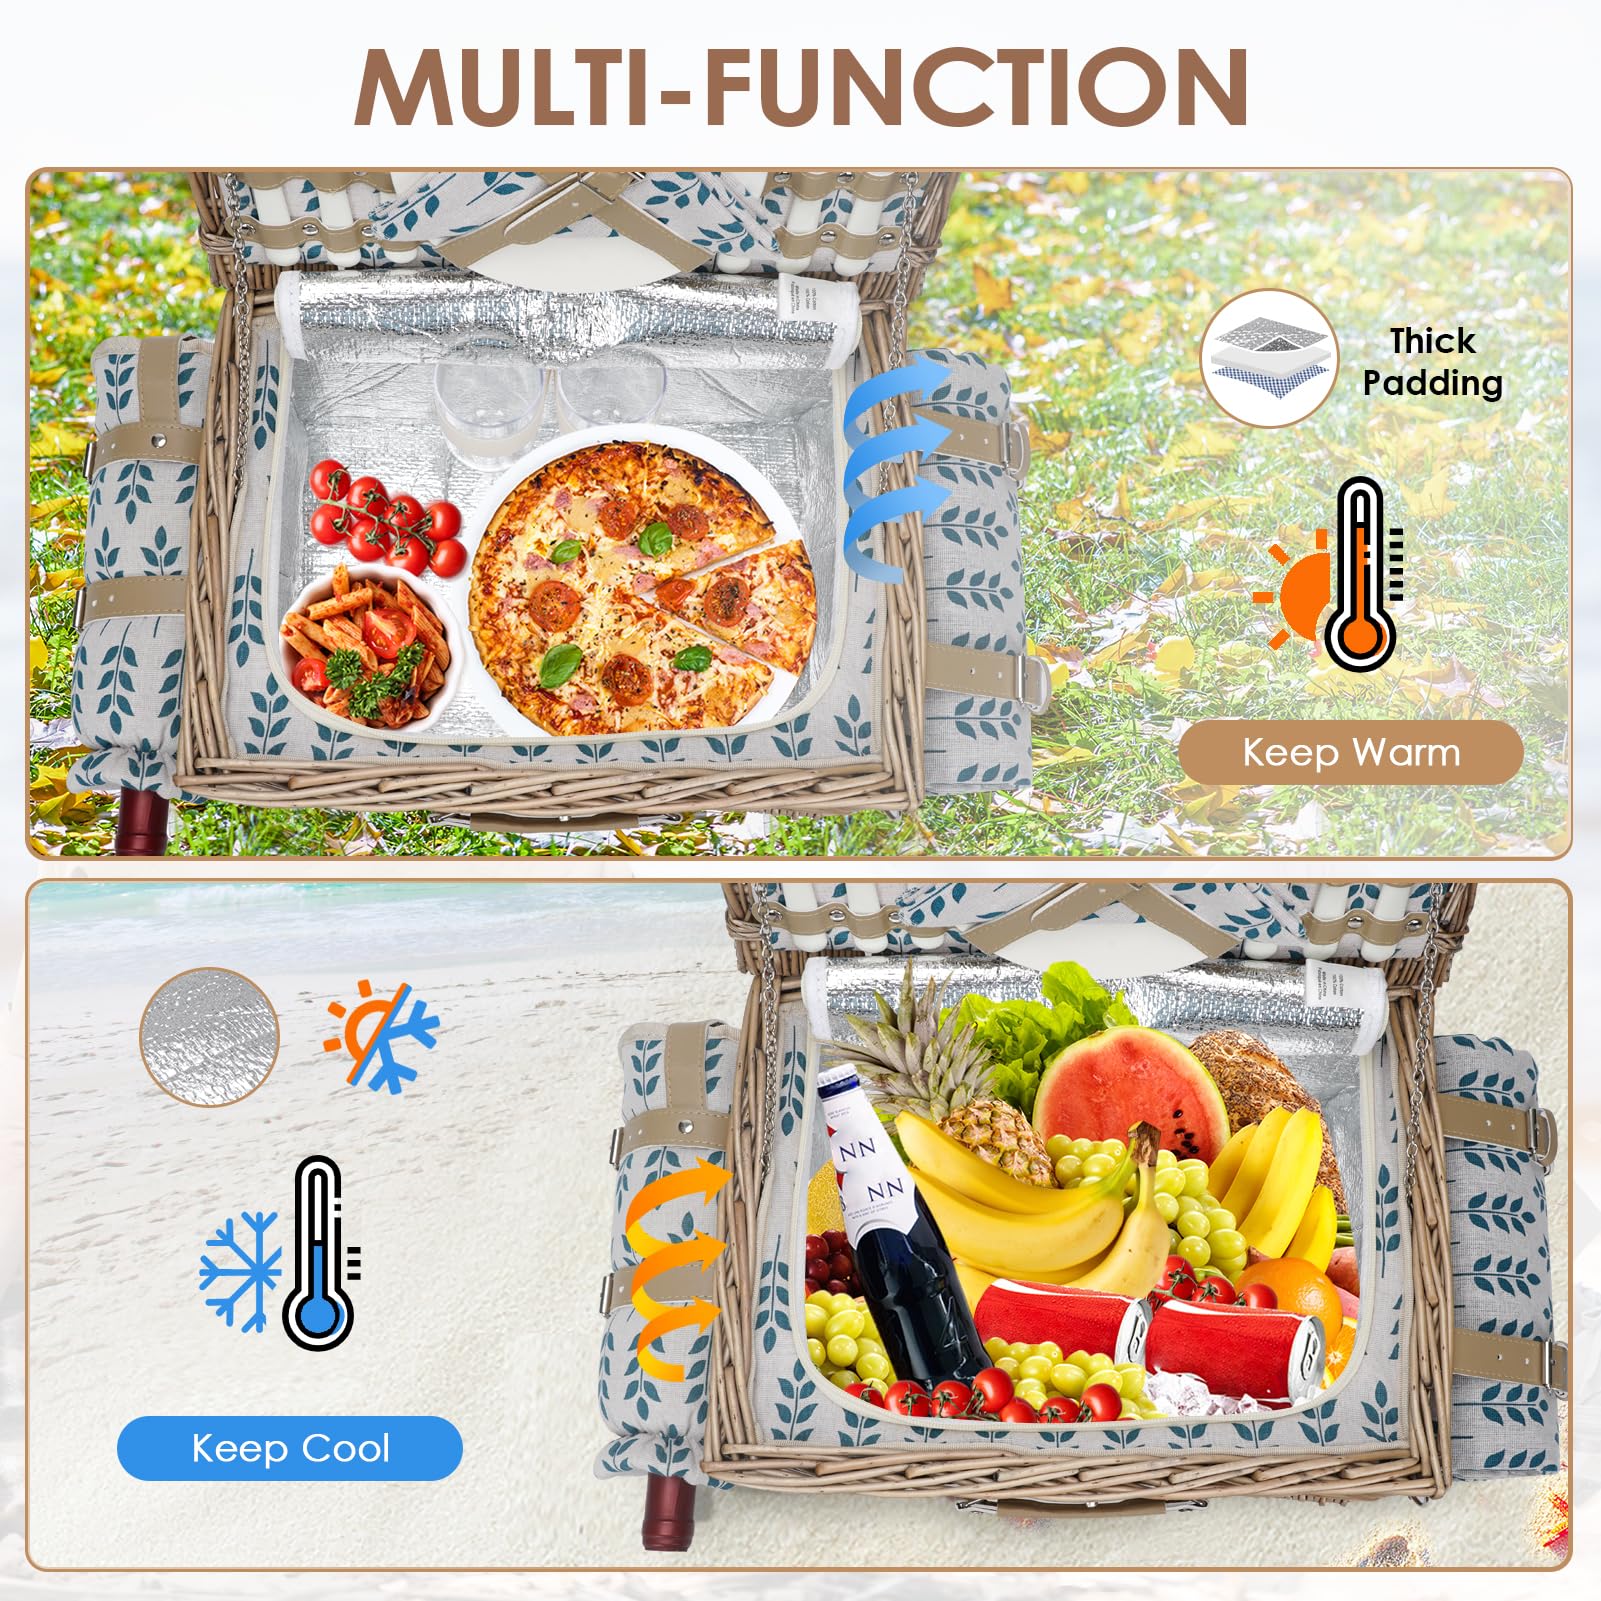 MULTI-FUNCTION
Thick
Padding
Keep Warm
Keep Cool
NN
NN